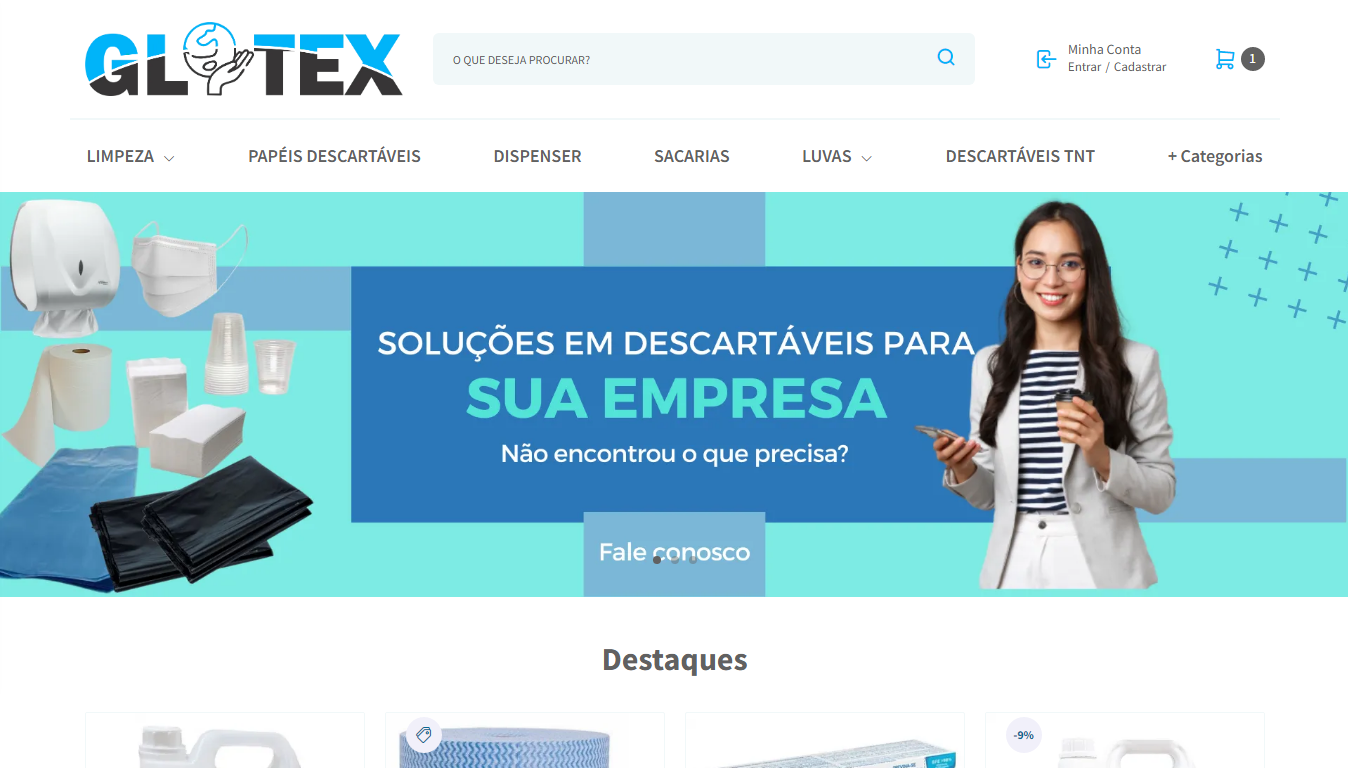 GLOTEX
O QUE DESEJA PROCURAR?
Minha Conta
Entrar / Cadastrar
1
LIMPEZA
PAPÉIS DESCARTÁVEIS
DISPENSER
SACARIAS
LUVAS
DESCARTÁVEIS TNT
+ Categorias
SOLUÇÕES EM DESCARTÁVEIS PARA
SUA EMPRESA
Não encontrou o que precisa?
Fale conosco
Destaques
-9%